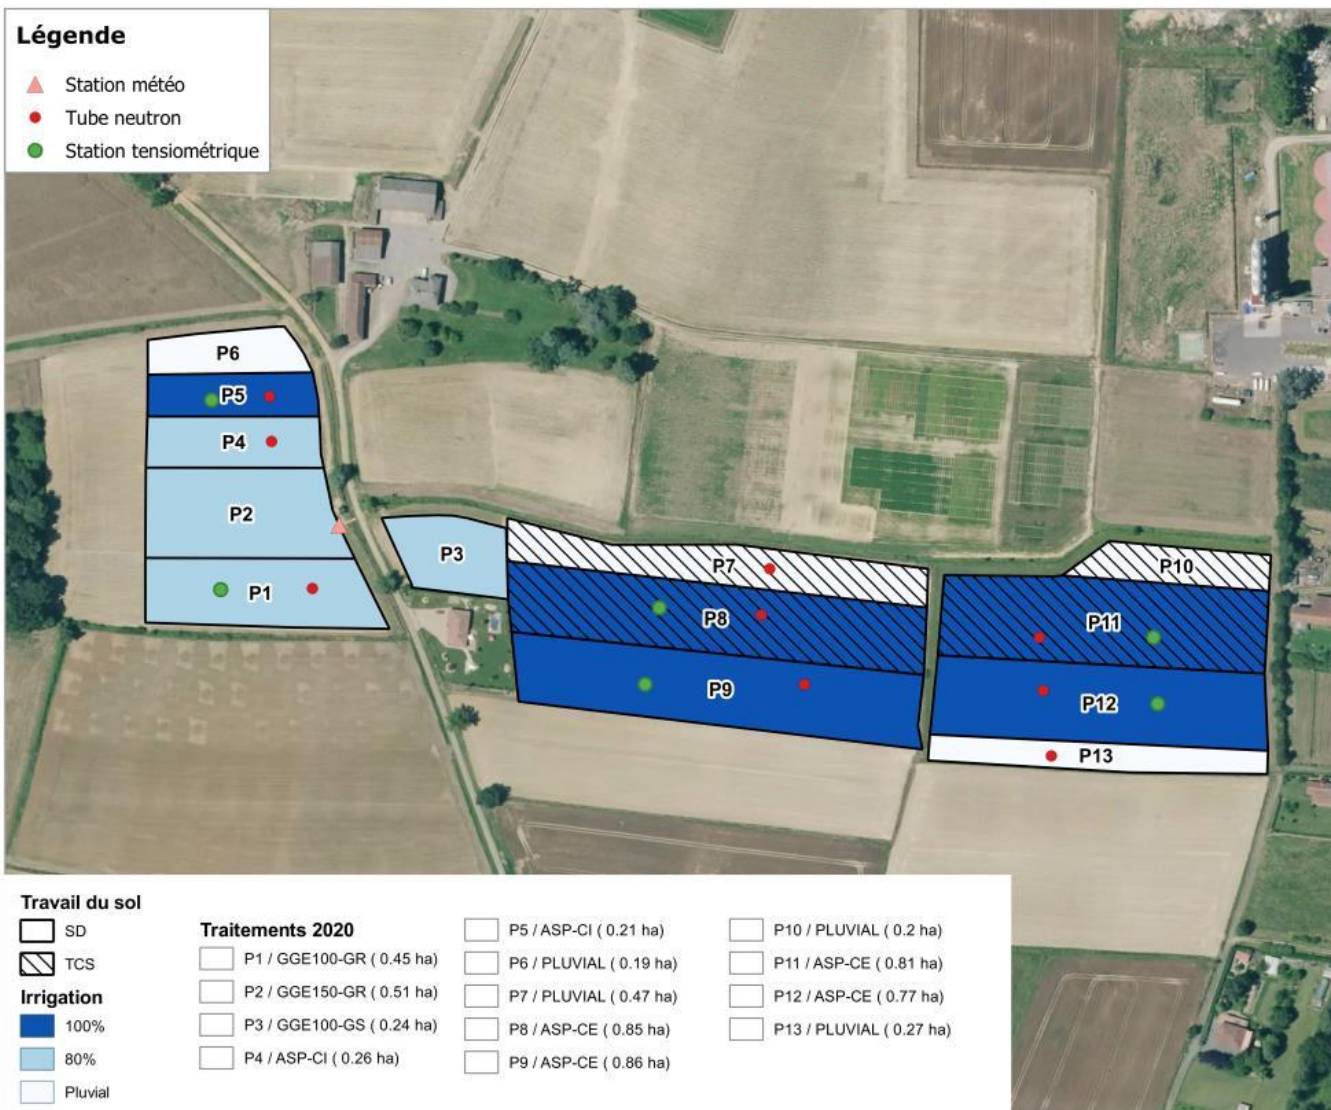 Légende
Station météo
Tube neutron
Station tensiométrique
P6
P5
P4
P2
P1
P3
P7
P8
P9
P10
P11
P12
P13
Travail du sol
SD
TCS
Irrigation
100%
80%
Pluvial
Traitements 2020
P1 / GGE100-GR ( 0.45 ha)
P2 / GGE150-GR ( 0.51 ha)
P3 / GGE100-GS ( 0.24 ha)
P4 / ASP-CI ( 0.26 ha)
P5 / ASP-CI ( 0.21 ha)
P6 / PLUVIAL ( 0.19 ha)
P7 / PLUVIAL ( 0.47 ha)
P8 / ASP-CE ( 0.85 ha)
P9 / ASP-CE ( 0.86 ha)
P10 / PLUVIAL ( 0.2 ha)
P11 / ASP-CE ( 0.81 ha)
P12 / ASP-CE ( 0.77 ha)
P13 / PLUVIAL ( 0.27 ha)